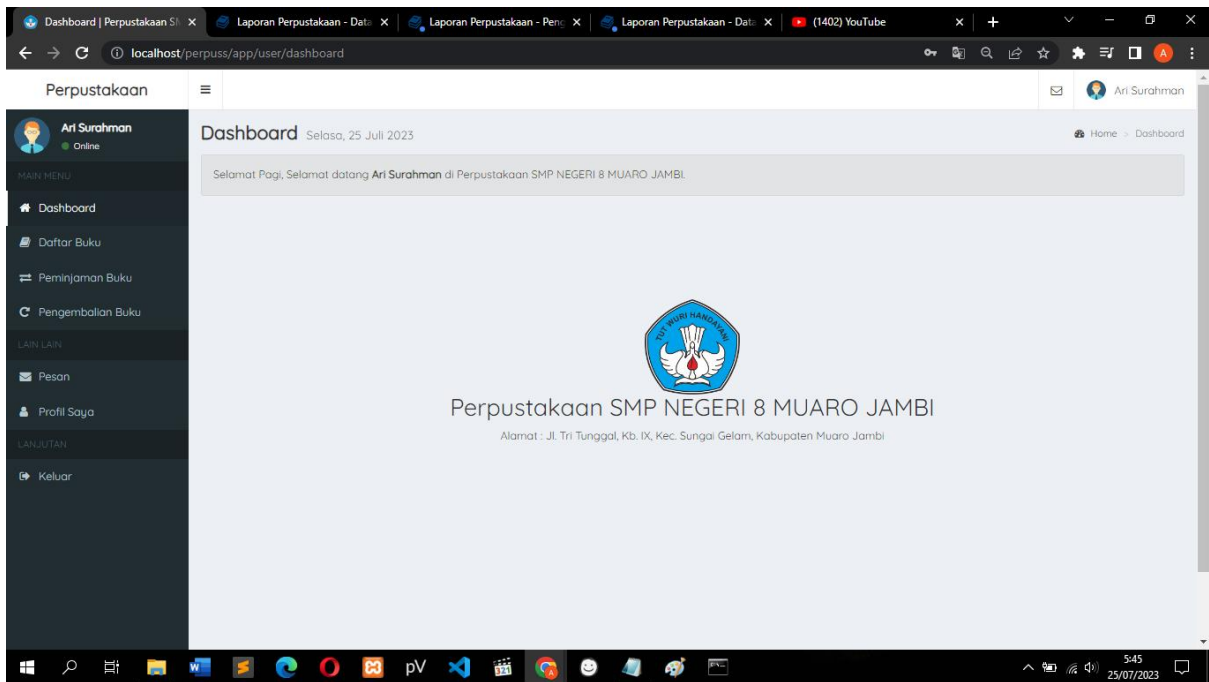 Dashboard | Perpustakaan SM
Laporan Perpustakaan - Data
Laporan Perpustakaan - Peng
Laporan Perpustakaan - Data
(1402) YouTube
localhost/perpuss/app/user/dashboard
A
Perpustakaan
Ari Surahman
Ari Surahman
Online
Dashboard Selasa, 25 Juli 2023
Home > Dashboard
MAIN MENU
Selamat Pagi, Selamat datang Ari Surahman di Perpustakaan SMP NEGERI 8 MUARO JAMBI.
Dashboard
Daftar Buku
Peminjaman Buku
Pengembalian Buku
LAIN LAIN
Pesan
Profil Saya
LANJUTAN
Keluar
TUT WURI HANDAYANI
Perpustakaan SMP NEGERI 8 MUARO JAMBI
Alamat : Jl. Tri Tunggal, Kb. IX, Kec. Sungai Gelam, Kabupaten Muaro Jambi
pV
5:45
25/07/2023